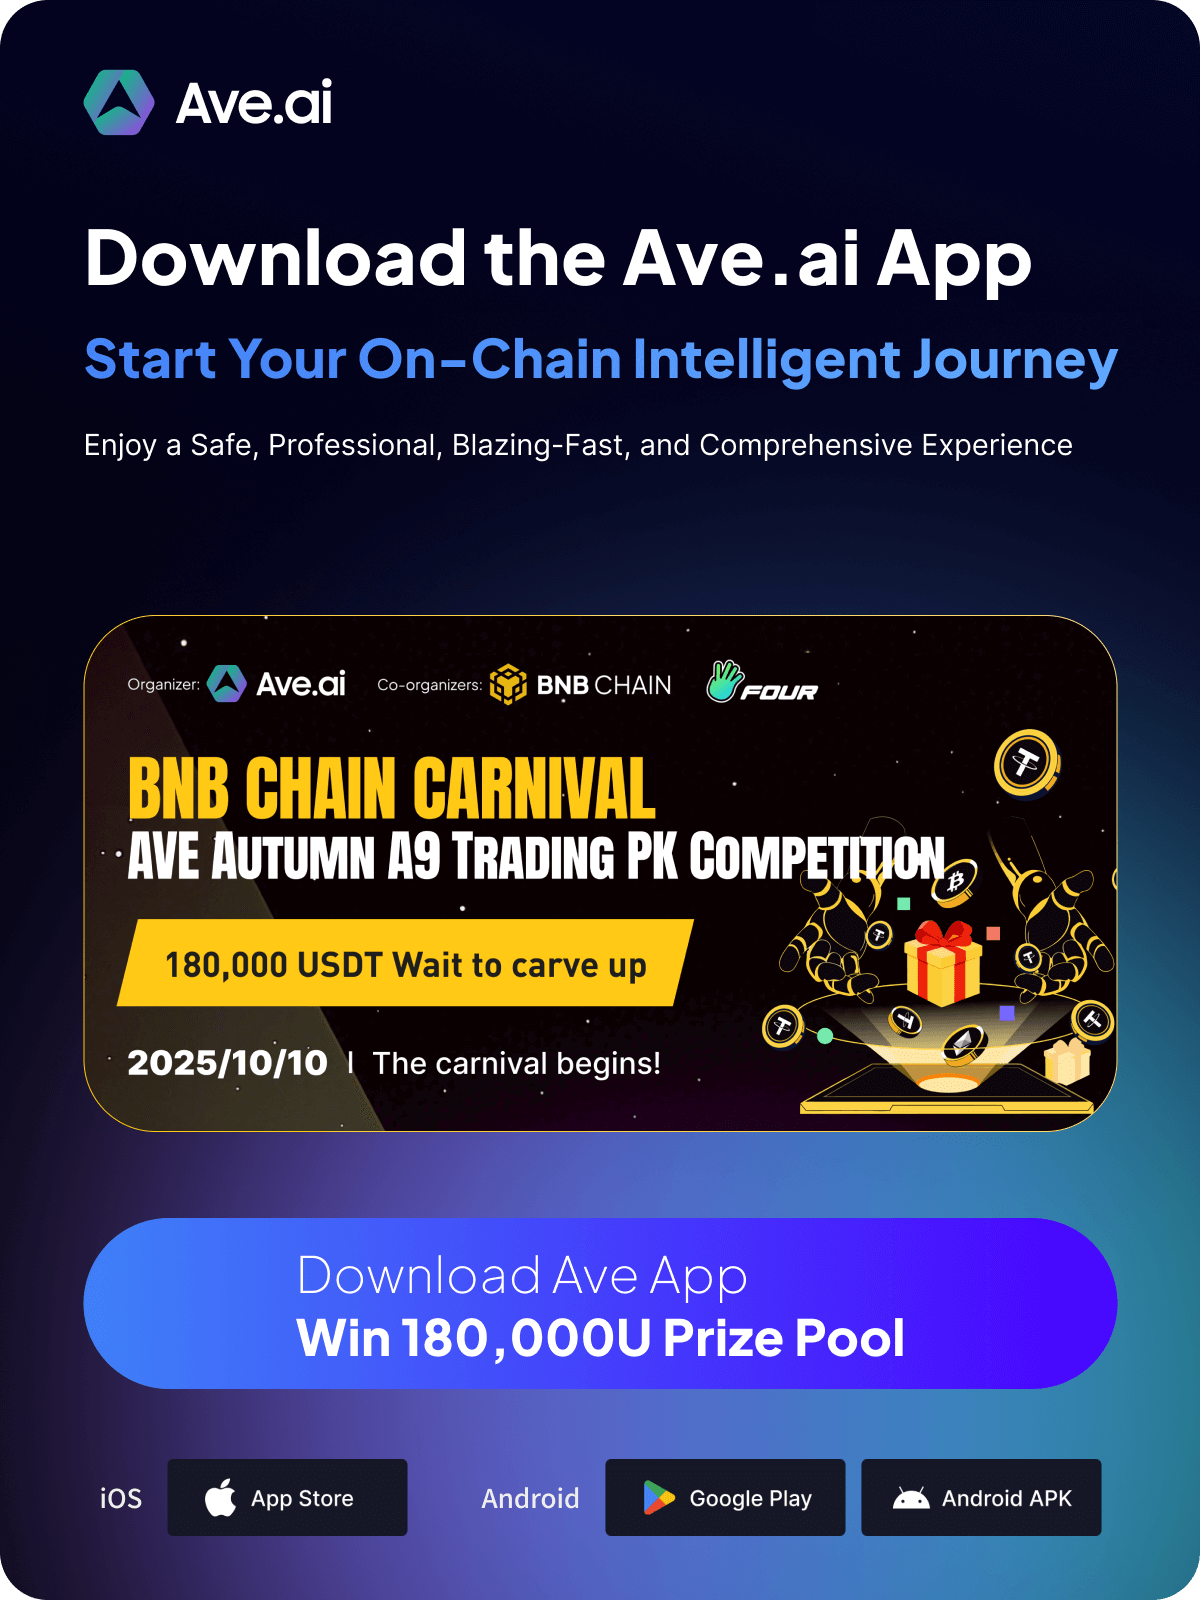 Ave.ai
Download the Ave.ai App
Start Your On-Chain Intelligent Journey
Enjoy a Safe, Professional, Blazing-Fast, and Comprehensive Experience
Organizer: Ave.ai Co-organizers: BNB CHAIN FOUR
BNB CHAIN CARNIVAL
AVE AUTUMN A9 TRADING PK COMPETITION
180,000 USDT Wait to carve up
2025/10/10 | The carnival begins!
Download Ave App
Win 180,000U Prize Pool
iOS App Store Android Google Play Android APK